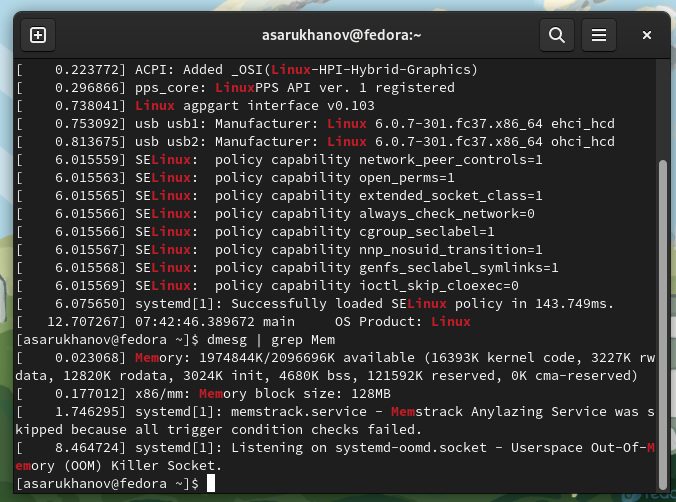 asarukhanov@fedora:~
[    0.223772] ACPI: Added _OSI(Linux-HPI-Hybrid-Graphics)
[    0.296866] pps_core: LinuxPPS API ver. 1 registered
[    0.738041] Linux agpgart interface v0.103
[    0.753092] usb usb1: Manufacturer: Linux 6.0.7-301.fc37.x86_64 ehci_hcd
[    0.813675] usb usb2: Manufacturer: Linux 6.0.7-301.fc37.x86_64 ohci_hcd
[    6.015559] SELinux:  policy capability network_peer_controls=1
[    6.015563] SELinux:  policy capability open_perms=1
[    6.015565] SELinux:  policy capability extended_socket_class=1
[    6.015566] SELinux:  policy capability always_check_network=0
[    6.015566] SELinux:  policy capability cgroup_seclabel=1
[    6.015567] SELinux:  policy capability nnp_nosuid_transition=1
[    6.015568] SELinux:  policy capability genfs_seclabel_symlinks=1
[    6.015569] SELinux:  policy capability ioctl_skip_cloexec=0
[    6.075650] systemd[1]: Successfully loaded SELinux policy in 143.749ms.
[   12.707267] 07:42:46.389672 main     OS Product: Linux
[asarukhanov@fedora ~]$ dmesg | grep Mem
[    0.023068] Memory: 1974844K/2096696K available (16393K kernel code, 3227K rw
data, 12820K rodata, 3024K init, 4680K bss, 121592K reserved, 0K cma-reserved)
[    0.177012] x86/mm: Memory block size: 128MB
[    1.746295] systemd[1]: memstrack.service - Memstrack Anylazing Service was s
kipped because all trigger condition checks failed.
[    8.464724] systemd[1]: Listening on systemd-oomd.socket - Userspace Out-Of-M
emory (OOM) Killer Socket.
[asarukhanov@fedora ~]$